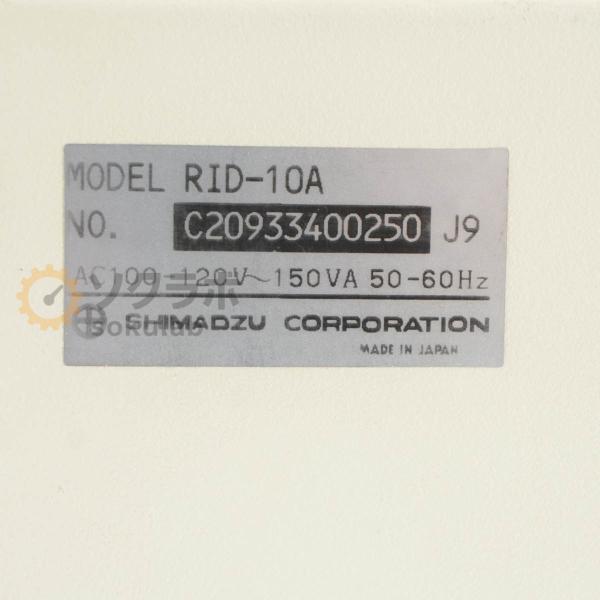 MODEL RID-10A
NO. C20933400250 J9
AC100-120V~150VA 50-60Hz
ソクラボ
sokulab
SHIMADZU CORPORATION
MADE IN JAPAN